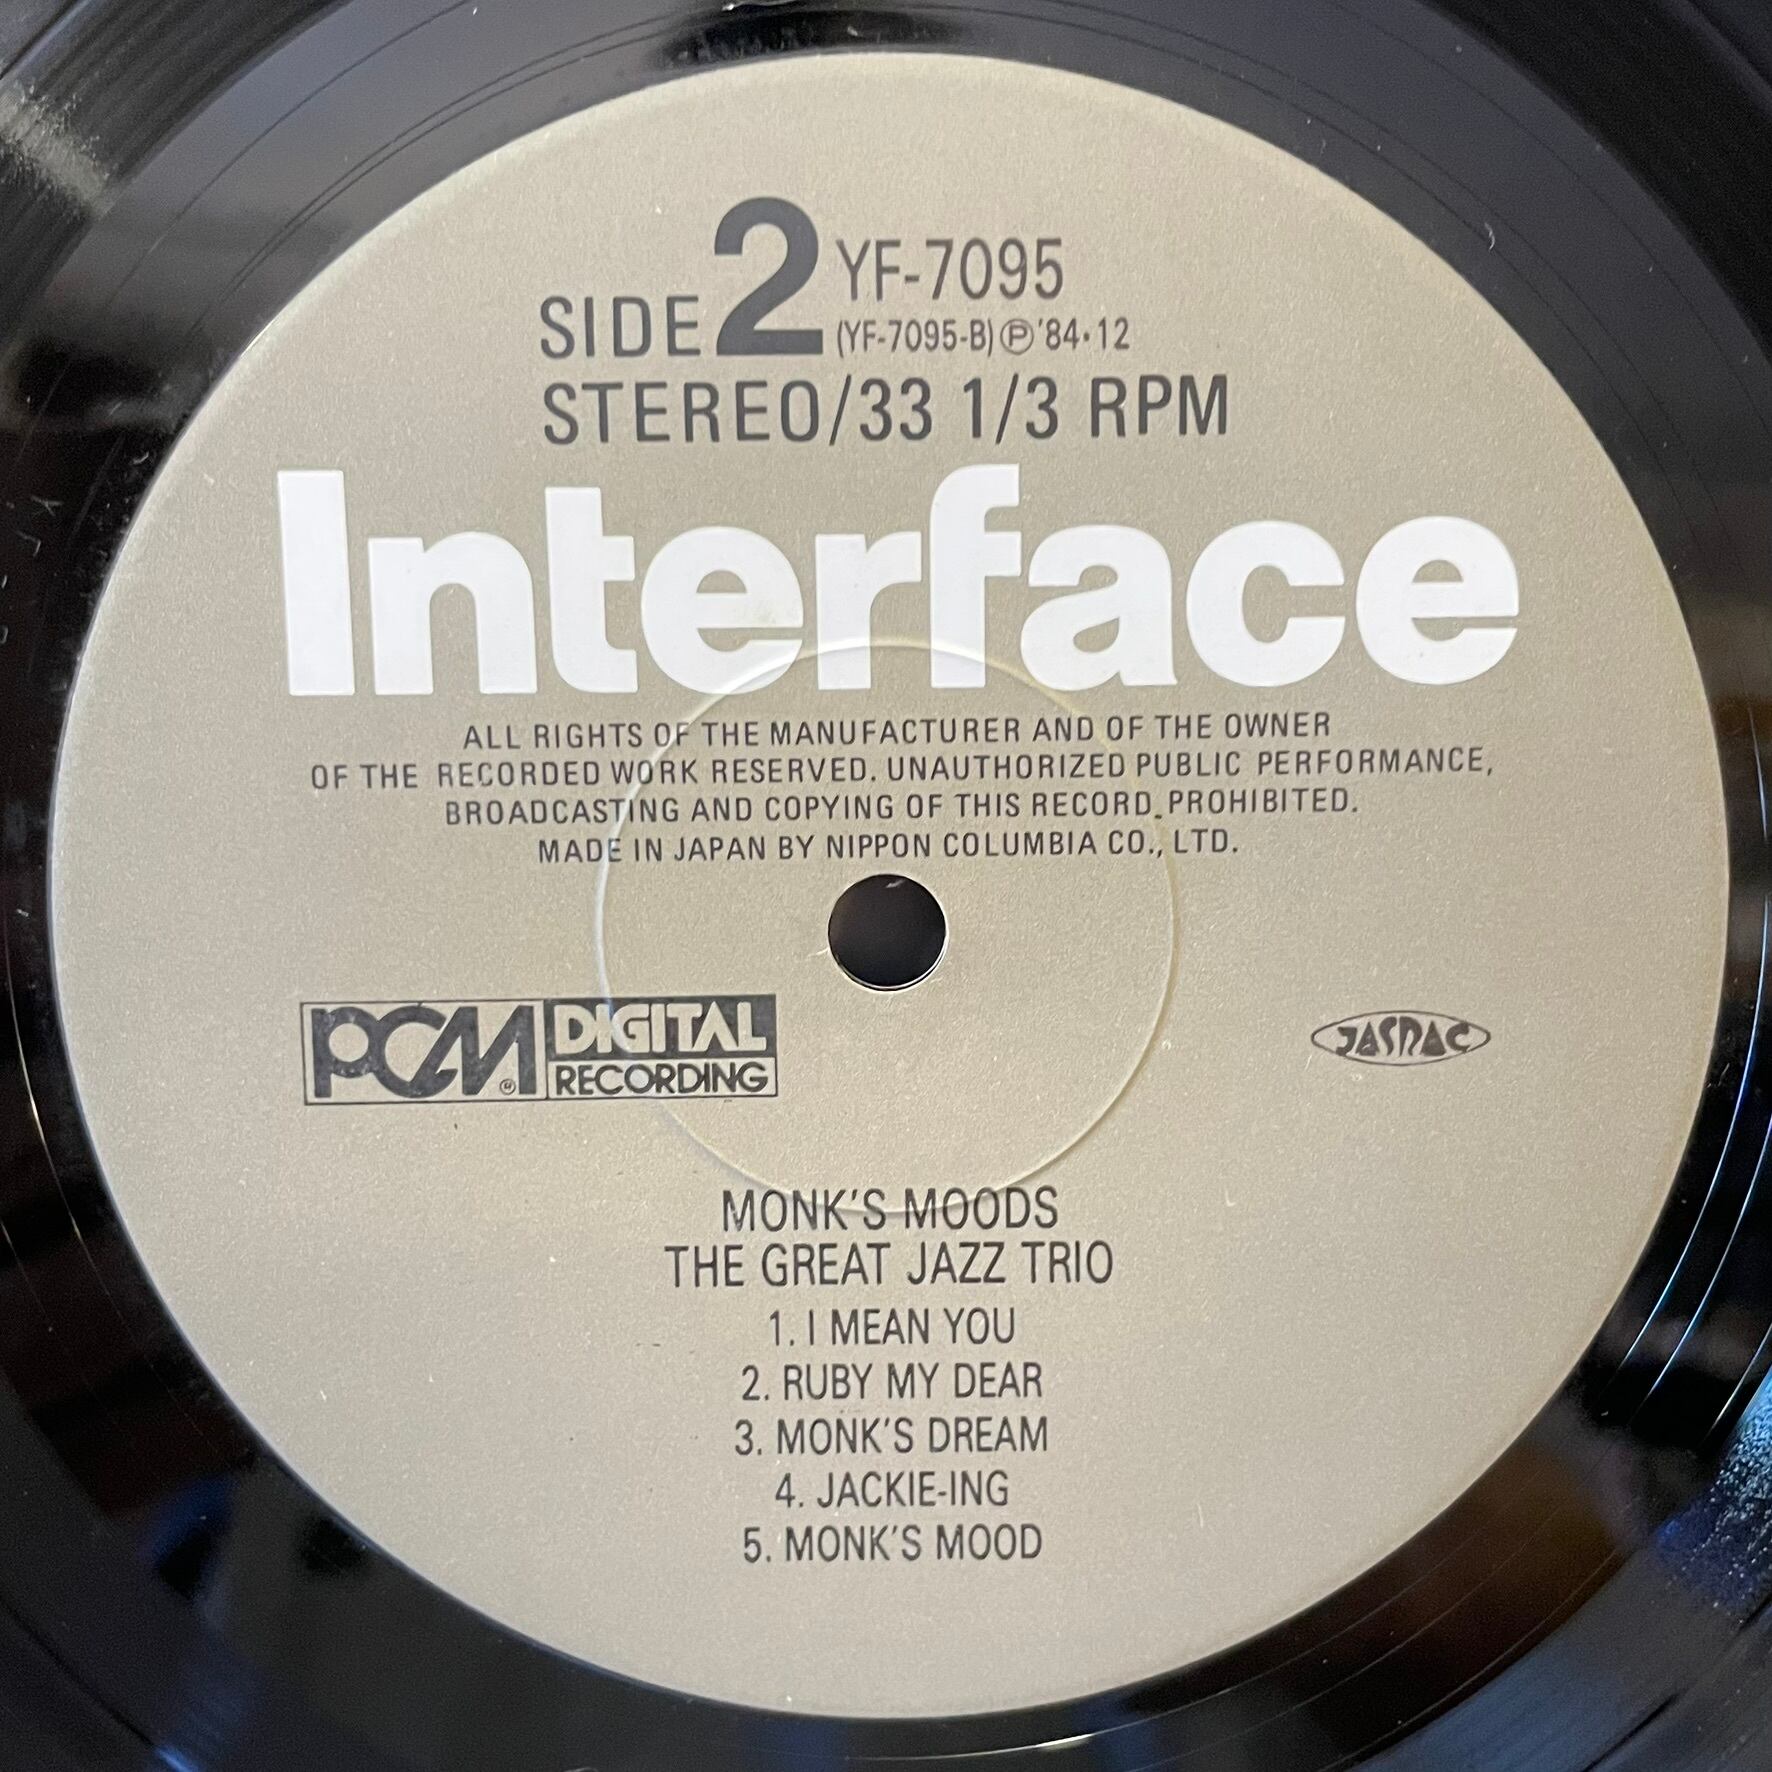 SIDE 2 YF-7095
(YF-7095-B) ℗'84·12
STEREO/33 1/3 RPM
Interface
ALL RIGHTS OF THE MANUFACTURER AND OF THE OWNER
OF THE RECORDED WORK RESERVED. UNAUTHORIZED PUBLIC PERFORMANCE,
BROADCASTING AND COPYING OF THIS RECORD PROHIBITED.
MADE IN JAPAN BY NIPPON COLUMBIA CO., LTD.
PCM® DIGITAL
RECORDING
JASRAC
MONK'S MOODS
THE GREAT JAZZ TRIO
1. I MEAN YOU
2. RUBY MY DEAR
3. MONK'S DREAM
4. JACKIE-ING
5. MONK'S MOOD